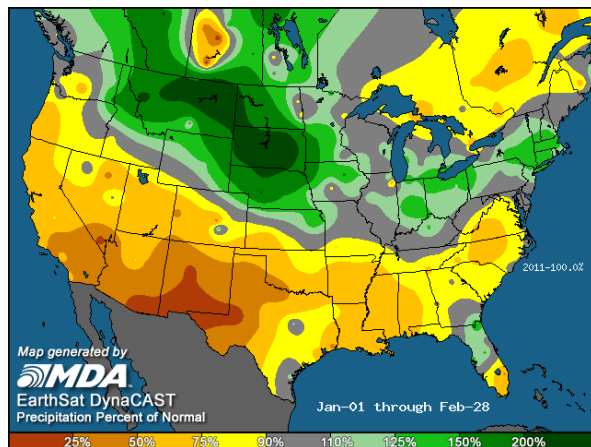 2011-100.0%
Map generated by
MDA
EarthSat DynaCAST
Precipitation Percent of Normal
Jan-01 through Feb-28
25% 50% 75% 90% 110% 125% 150% 200%